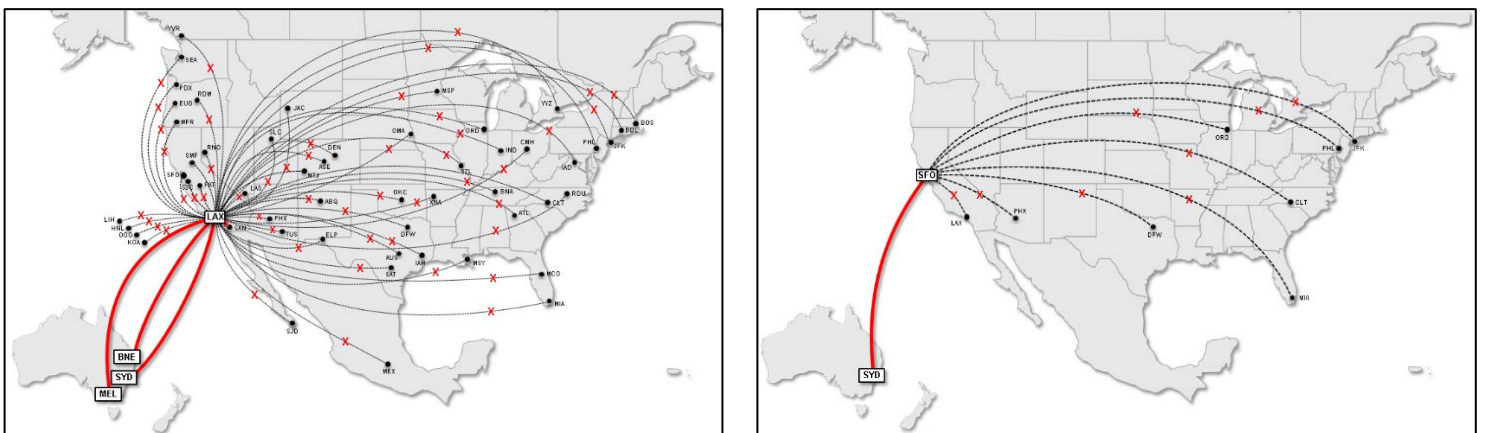 YVR
SEA
PDX
RDM
EUG
MFR
JAC
MSP
YYZ
BOS
BDL
JFK
PHL
SLC
OMA
ORD
IND
CMH
IAD
RNO
DEN
ASE
SMF
MTJ
STL
SFO
SJC
FAT
LAS
ABQ
OKC
XNA
BNA
RDU
CLT
ATL
LAX
LIH
HNL
OGG
KOA
SAN
PHX
TUS
ELP
DFW
AUS
IAH
SAT
MSY
MCO
MIA
SJD
MEX
BNE
SYD
MEL
SFO
ORD
PHL
JFK
LAX
PHX
DFW
CLT
MIA
SYD